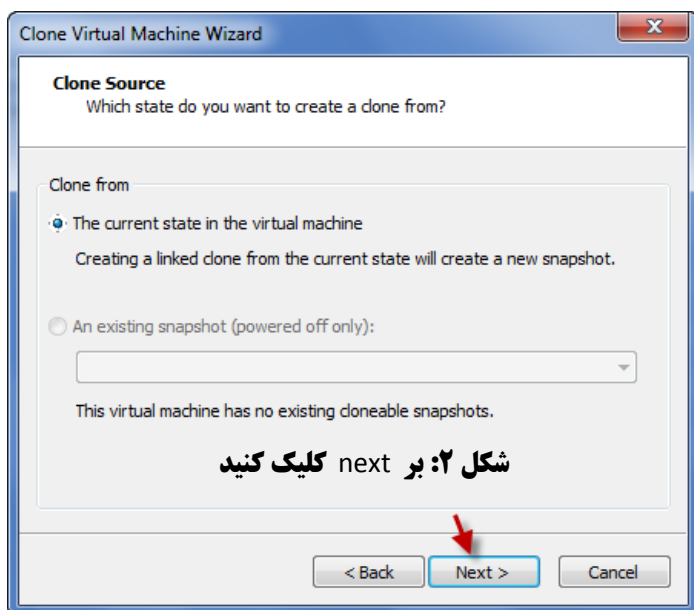 Clone Virtual Machine Wizard
X
Clone Source
Which state do you want to create a clone from?
Clone from
The current state in the virtual machine
Creating a linked clone from the current state will create a new snapshot.
An existing snapshot (powered off only):
This virtual machine has no existing cloneable snapshots.
شکل ۲: بر next کلیک کنید
< Back Next > Cancel